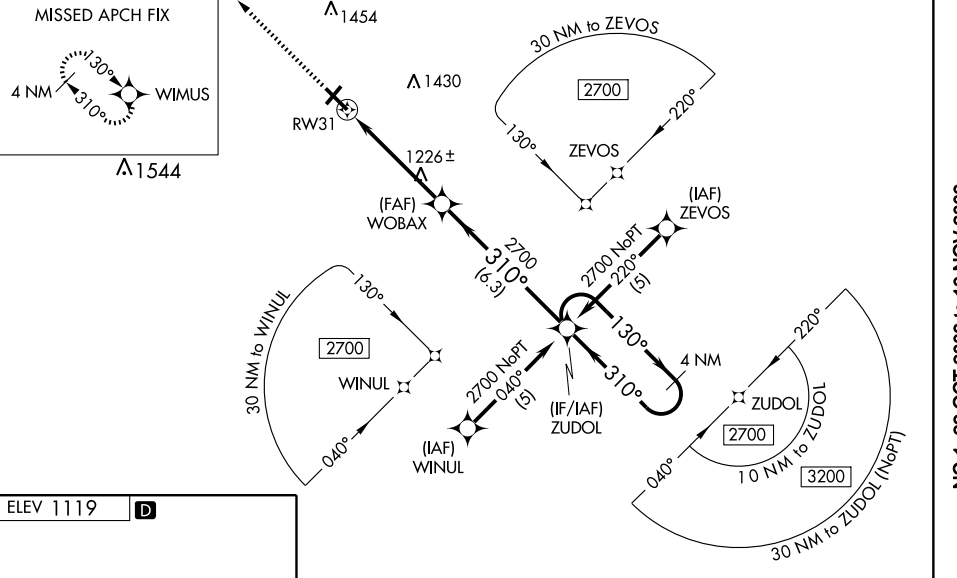 MISSED APCH FIX
130°
4 NM
310°
WIMUS
1544
1454
1430
RW31
1226 ±
(FAF)
WOBAX
2700
310°
(6.3)
30 NM to ZEVOS
2700
220°
130°
ZEVOS
(IAF)
ZEVOS
2700 NoPT
220°
(5)
130°
4 NM
310°
(IF/IAF)
ZUDOL
30 NM to WINUL
130°
2700
WINUL
040°
2700 NoPT
040°
(5)
(IAF)
WINUL
220°
ZUDOL
2700
10 NM to ZUDOL
040°
3200
30 NM to ZUDOL (NoPT)
ELEV 1119
D